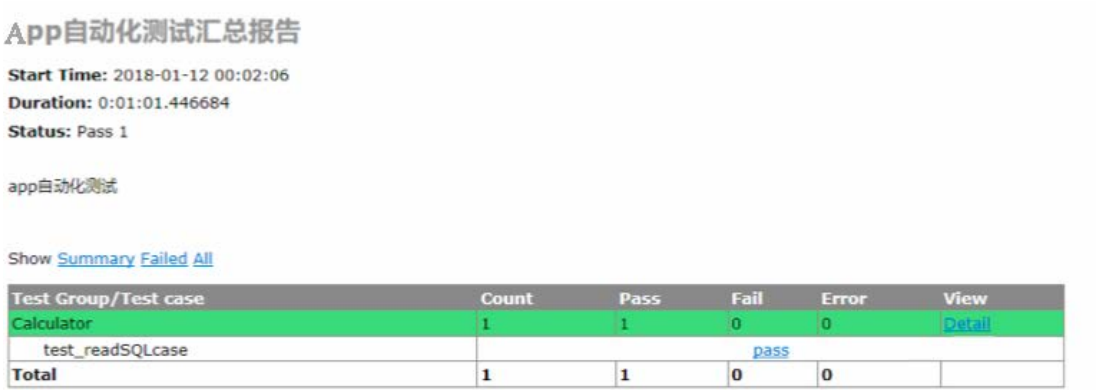 App自动化测试汇总报告
Start Time: 2018-01-12 00:02:06
Duration: 0:01:01.446684
Status: Pass 1
app自动化测试
Show Summary Failed All
Test Group/Test case Count Pass Fail Error View
Calculator 1 1 0 0 Detail
test_readSQLcase pass
Total 1 1 0 0